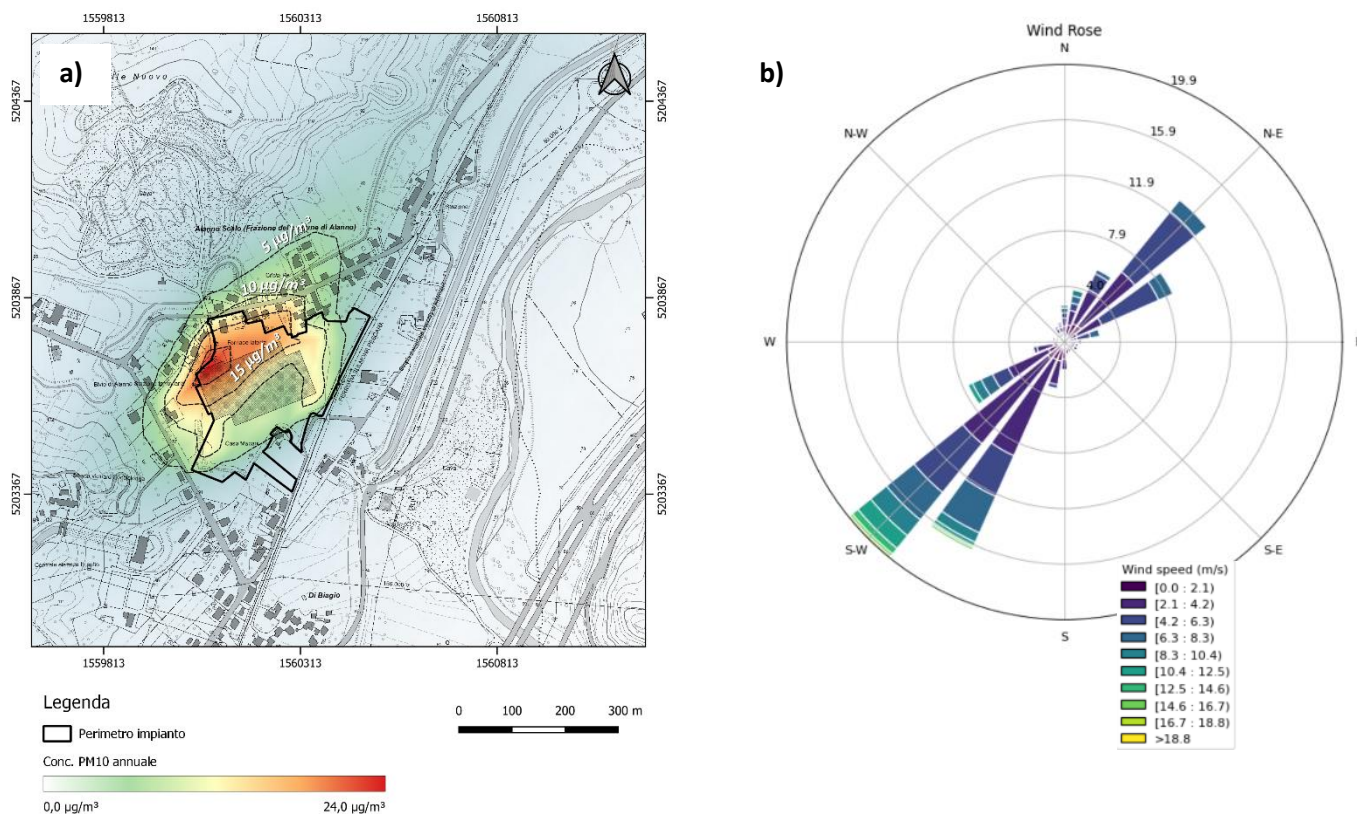 a)
1559813 1560313 1560813
5204367 5204367
Alanno Scalo (Frazione del Comune di Alanno)
5 µg/m³
10 µg/m³
5203867 5203867
15 µg/m³
5203367 5203367
Di Biagio
1559813 1560313 1560813
Legenda
Perimetro impianto
Conc. PM10 annuale
0,0 µg/m³ 24,0 µg/m³
0 100 200 300 m
b)
Wind Rose
N
19.9
N-W 15.9 N-E
11.9
7.9
4.0
W
S-W S-E
S
Wind speed (m/s)
[0.0 : 2.1)
[2.1 : 4.2)
[4.2 : 6.3)
[6.3 : 8.3)
[8.3 : 10.4)
[10.4 : 12.5)
[12.5 : 14.6)
[14.6 : 16.7)
[16.7 : 18.8)
>18.8